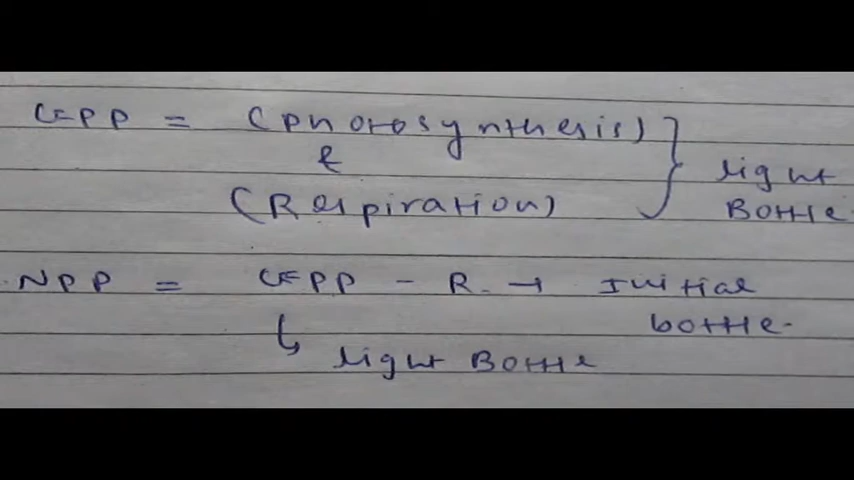 GPP = (Photosynthesis)
&
(Respiration)
light
Bottle.
NPP = GPP - R. → Initial
bottle.
↳ light Bottle